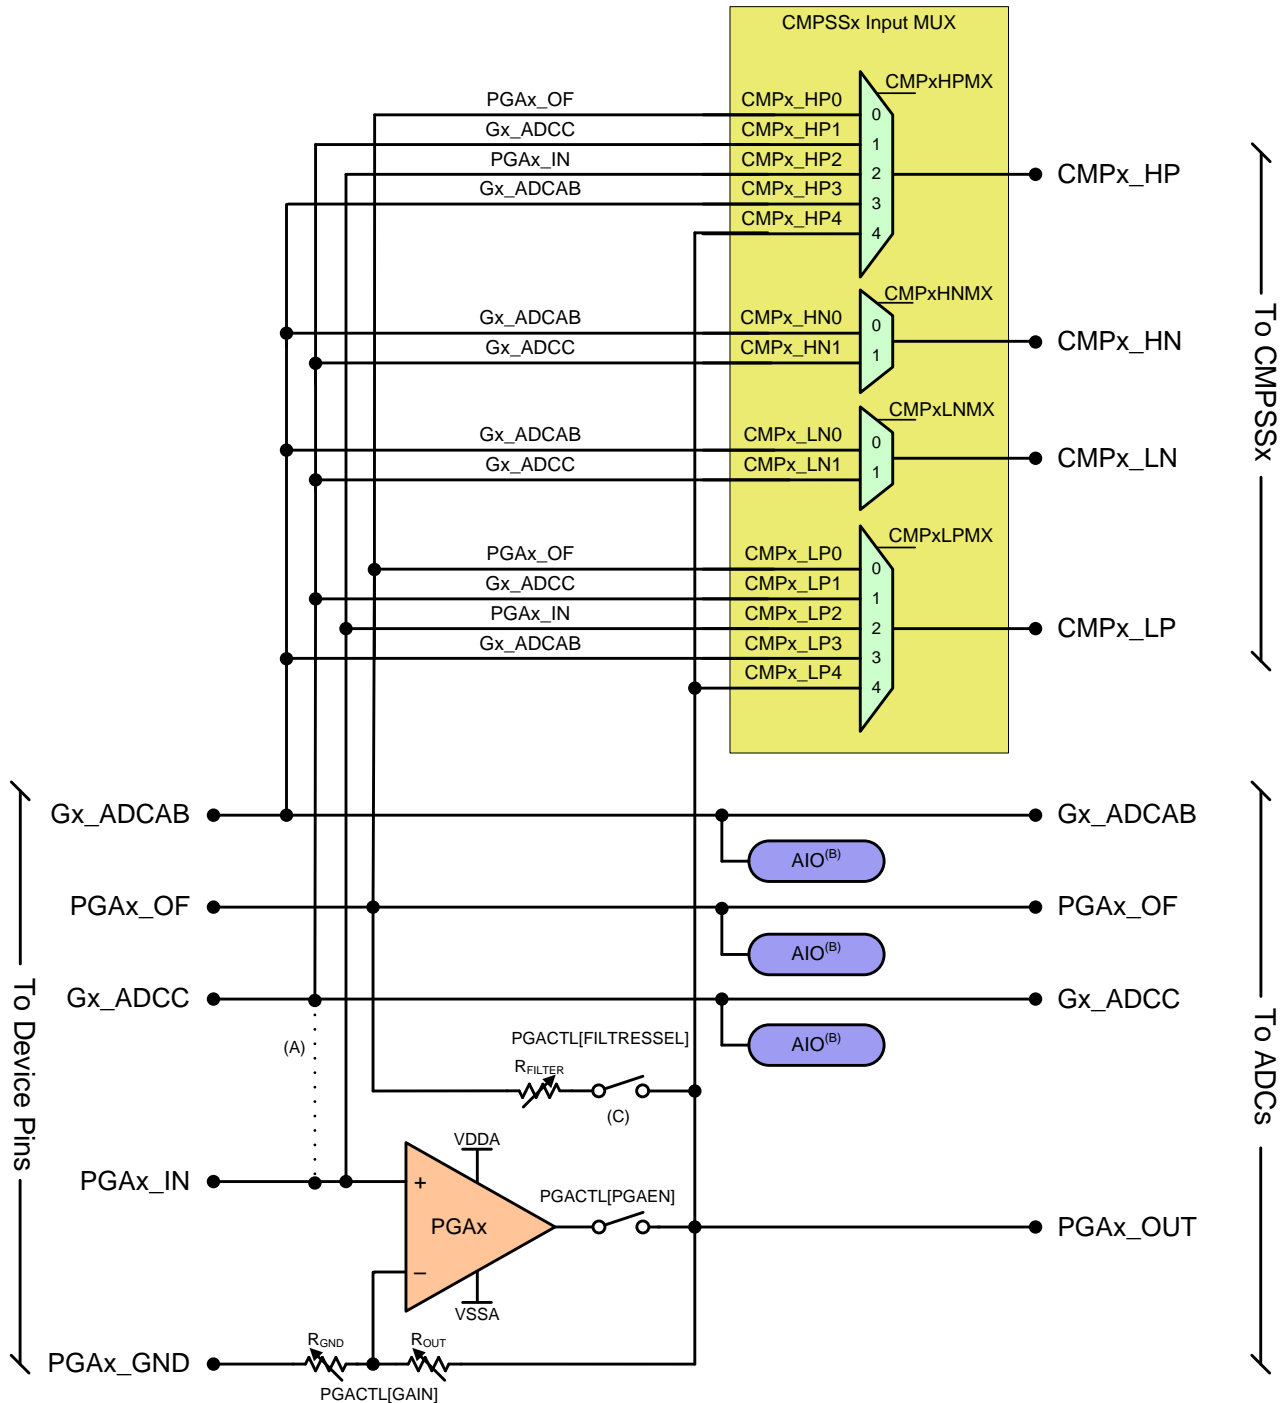 CMPSSx Input MUX
CMPxHPMX
PGAx_OF
CMPx_HP0
0
Gx_ADCC
CMPx_HP1
1
PGAx_IN
CMPx_HP2
2
CMPx_HP
Gx_ADCAB
CMPx_HP3
3
CMPx_HP4
4
CMPxHNMX
Gx_ADCAB
CMPx_HN0
0
Gx_ADCC
CMPx_HN1
1
CMPx_HN
To CMPSSx
CMPxLNMX
Gx_ADCAB
CMPx_LN0
0
Gx_ADCC
CMPx_LN1
1
CMPx_LN
CMPxLPMX
PGAx_OF
CMPx_LP0
0
Gx_ADCC
CMPx_LP1
1
PGAx_IN
CMPx_LP2
2
CMPx_LP
Gx_ADCAB
CMPx_LP3
3
CMPx_LP4
4
Gx_ADCAB
Gx_ADCAB
AIO(B)
PGAx_OF
PGAx_OF
AIO(B)
Gx_ADCC
Gx_ADCC
AIO(B)
To Device Pins
To ADCs
(A)
PGACTL[FILTRESSEL]
RFILTER
(C)
VDDA
PGAx_IN
+
PGACTL[PGAEN]
PGAx
PGAx_OUT
−
VSSA
RGND
ROUT
PGAx_GND
PGACTL[GAIN]